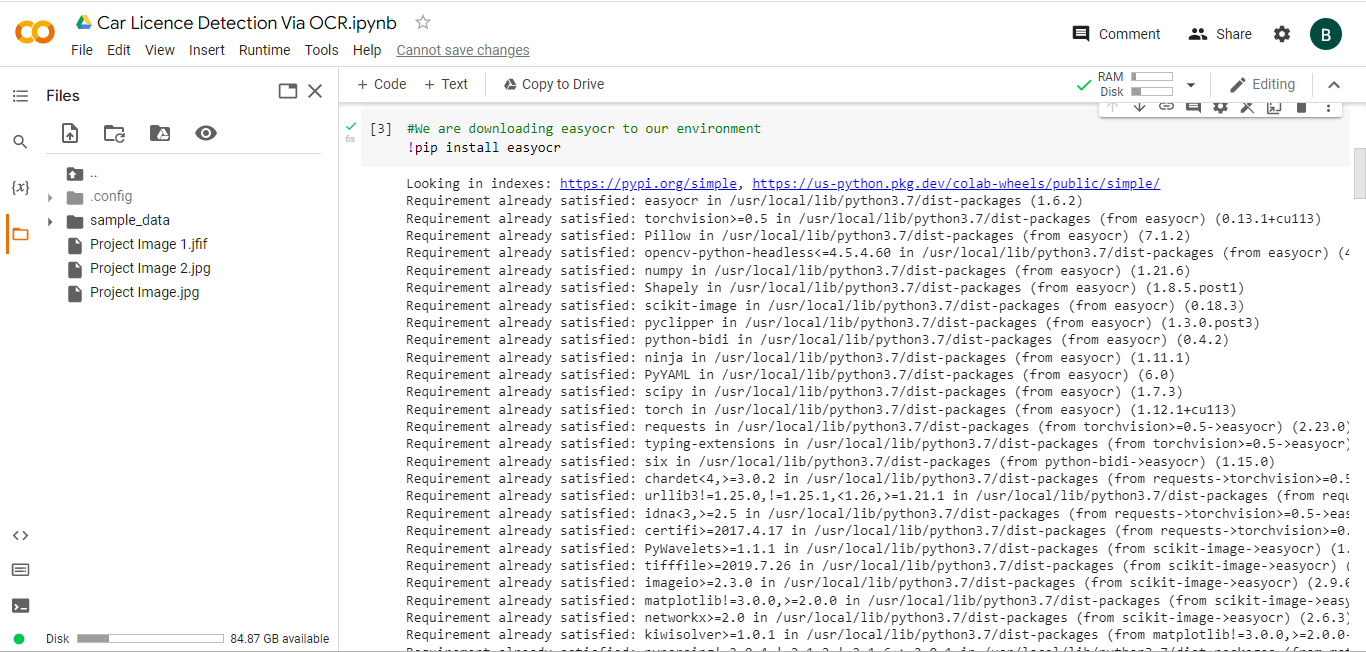 Car Licence Detection Via OCR.ipynb
File Edit View Insert Runtime Tools Help Cannot save changes
Comment Share B
Files
+ Code + Text Copy to Drive
RAM
Disk
Editing
..
.config
sample_data
Project Image 1.jfif
Project Image 2.jpg
Project Image.jpg
{x}
<>
Disk 84.87 GB available
6s
[3] #We are downloading easyocr to our environment
!pip install easyocr
Looking in indexes: https://pypi.org/simple, https://us-python.pkg.dev/colab-wheels/public/simple/
Requirement already satisfied: easyocr in /usr/local/lib/python3.7/dist-packages (1.6.2)
Requirement already satisfied: torchvision>=0.5 in /usr/local/lib/python3.7/dist-packages (from easyocr) (0.13.1+cu113)
Requirement already satisfied: Pillow in /usr/local/lib/python3.7/dist-packages (from easyocr) (7.1.2)
Requirement already satisfied: opencv-python-headless<=4.5.4.60 in /usr/local/lib/python3.7/dist-packages (from easyocr) (4
Requirement already satisfied: numpy in /usr/local/lib/python3.7/dist-packages (from easyocr) (1.21.6)
Requirement already satisfied: Shapely in /usr/local/lib/python3.7/dist-packages (from easyocr) (1.8.5.post1)
Requirement already satisfied: scikit-image in /usr/local/lib/python3.7/dist-packages (from easyocr) (0.18.3)
Requirement already satisfied: pyclipper in /usr/local/lib/python3.7/dist-packages (from easyocr) (1.3.0.post3)
Requirement already satisfied: python-bidi in /usr/local/lib/python3.7/dist-packages (from easyocr) (0.4.2)
Requirement already satisfied: ninja in /usr/local/lib/python3.7/dist-packages (from easyocr) (1.11.1)
Requirement already satisfied: PyYAML in /usr/local/lib/python3.7/dist-packages (from easyocr) (6.0)
Requirement already satisfied: scipy in /usr/local/lib/python3.7/dist-packages (from easyocr) (1.7.3)
Requirement already satisfied: torch in /usr/local/lib/python3.7/dist-packages (from easyocr) (1.12.1+cu113)
Requirement already satisfied: requests in /usr/local/lib/python3.7/dist-packages (from torchvision>=0.5->easyocr) (2.23.0)
Requirement already satisfied: typing-extensions in /usr/local/lib/python3.7/dist-packages (from torchvision>=0.5->easyocr)
Requirement already satisfied: six in /usr/local/lib/python3.7/dist-packages (from python-bidi->easyocr) (1.15.0)
Requirement already satisfied: chardet<4,>=3.0.2 in /usr/local/lib/python3.7/dist-packages (from requests->torchvision>=0.5
Requirement already satisfied: urllib3!=1.25.0,!=1.25.1,<1.26,>=1.21.1 in /usr/local/lib/python3.7/dist-packages (from requ
Requirement already satisfied: idna<3,>=2.5 in /usr/local/lib/python3.7/dist-packages (from requests->torchvision>=0.5->eas
Requirement already satisfied: certifi>=2017.4.17 in /usr/local/lib/python3.7/dist-packages (from requests->torchvision>=0.
Requirement already satisfied: PyWavelets>=1.1.1 in /usr/local/lib/python3.7/dist-packages (from scikit-image->easyocr) (1.
Requirement already satisfied: tifffile>=2019.7.26 in /usr/local/lib/python3.7/dist-packages (from scikit-image->easyocr) (
Requirement already satisfied: imageio>=2.3.0 in /usr/local/lib/python3.7/dist-packages (from scikit-image->easyocr) (2.9.0
Requirement already satisfied: matplotlib!=3.0.0,>=2.0.0 in /usr/local/lib/python3.7/dist-packages (from scikit-image->easy
Requirement already satisfied: networkx>=2.0 in /usr/local/lib/python3.7/dist-packages (from scikit-image->easyocr) (2.6.3)
Requirement already satisfied: kiwisolver>=1.0.1 in /usr/local/lib/python3.7/dist-packages (from matplotlib!=3.0.0,>=2.0.0-